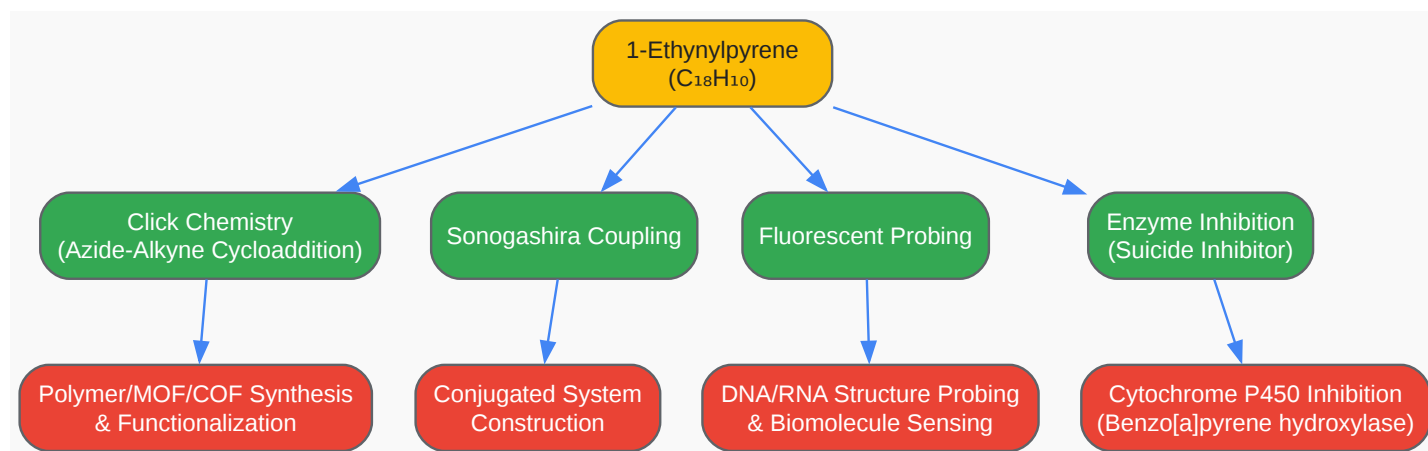 1-Ethynylpyrene
(C₁₈H₁₀)
Click Chemistry
(Azide-Alkyne Cycloaddition)
Sonogashira Coupling
Fluorescent Probing
Enzyme Inhibition
(Suicide Inhibitor)
Polymer/MOF/COF Synthesis
& Functionalization
Conjugated System
Construction
DNA/RNA Structure Probing
& Biomolecule Sensing
Cytochrome P450 Inhibition
(Benzo[a]pyrene hydroxylase)